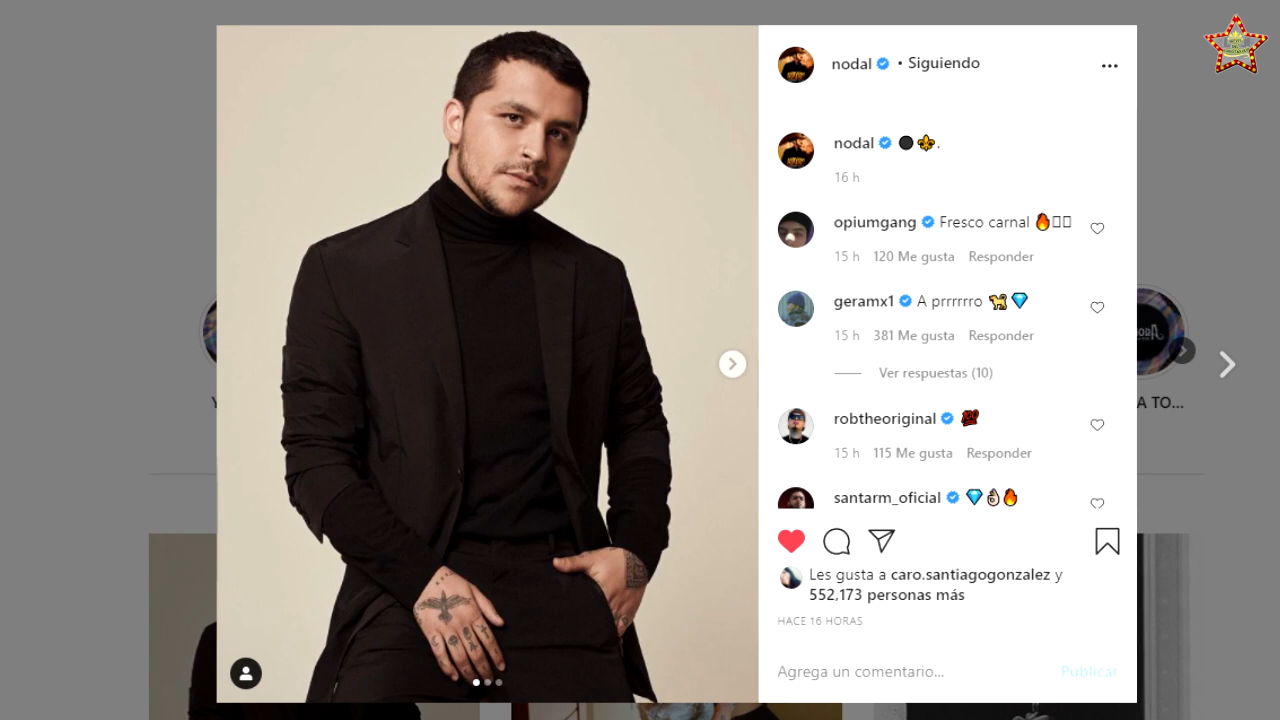 nodal • Siguiendo
nodal ⚫⚜️.
16 h
opiumgang Fresco carnal 🔥
15 h 120 Me gusta Responder
geramx1 A prrrrrro 🐕💎
15 h 381 Me gusta Responder
Ver respuestas (10)
robtheoriginal 💯
15 h 115 Me gusta Responder
santarm_oficial 💎👌🏻🔥
Les gusta a caro.santiagogonzalez y
552,173 personas más
HACE 16 HORAS
Agrega un comentario...
Publicar
A TO...